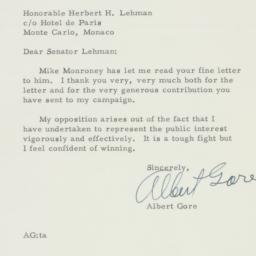 Honorable Herbert H. Lehman
c/o Hotel de Paris
Monte Carlo, Monaco
Dear Senator Lehman:
Mike Monroney has let me read your fine letter
to him. I thank you very, very much both for the
letter and for the very generous contribution you
have sent to my campaign.
My opposition arises out of the fact that I
have undertaken to represent the public interest
vigorously and effectively. It is a tough fight but
I feel confident of winning.
Sincerely,
Albert Gore
Albert Gore
AG:ta